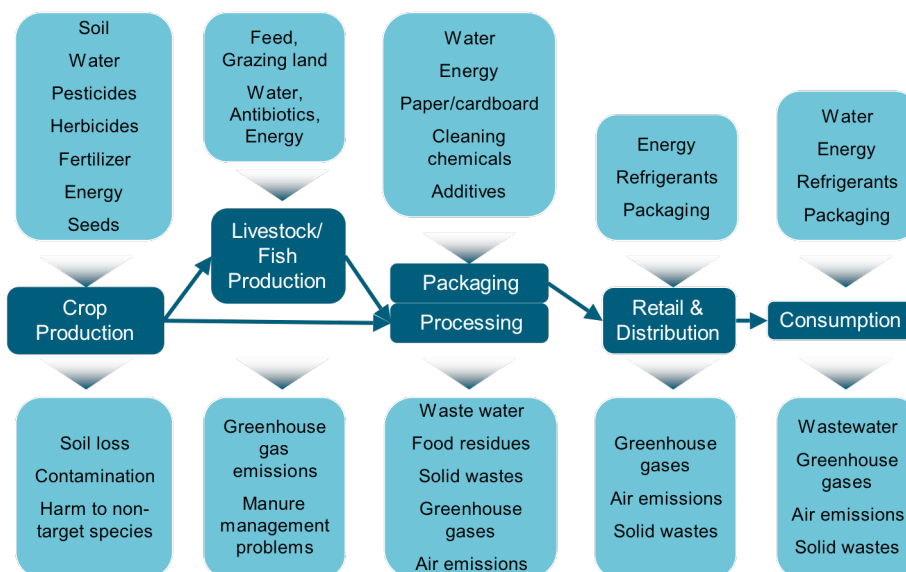 Soil
Water
Pesticides
Herbicides
Fertilizer
Energy
Seeds
Feed,
Grazing land
Water,
Antibiotics,
Energy
Water
Energy
Paper/cardboard
Cleaning
chemicals
Additives
Energy
Refrigerants
Packaging
Water
Energy
Refrigerants
Packaging
Crop
Production
Livestock/
Fish
Production
Packaging
Processing
Retail &
Distribution
Consumption
Soil loss
Contamination
Harm to non-
target species
Greenhouse
gas
emissions
Manure
management
problems
Waste water
Food residues
Solid wastes
Greenhouse
gases
Air emissions
Greenhouse
gases
Air emissions
Solid wastes
Wastewater
Greenhouse
gases
Air emissions
Solid wastes